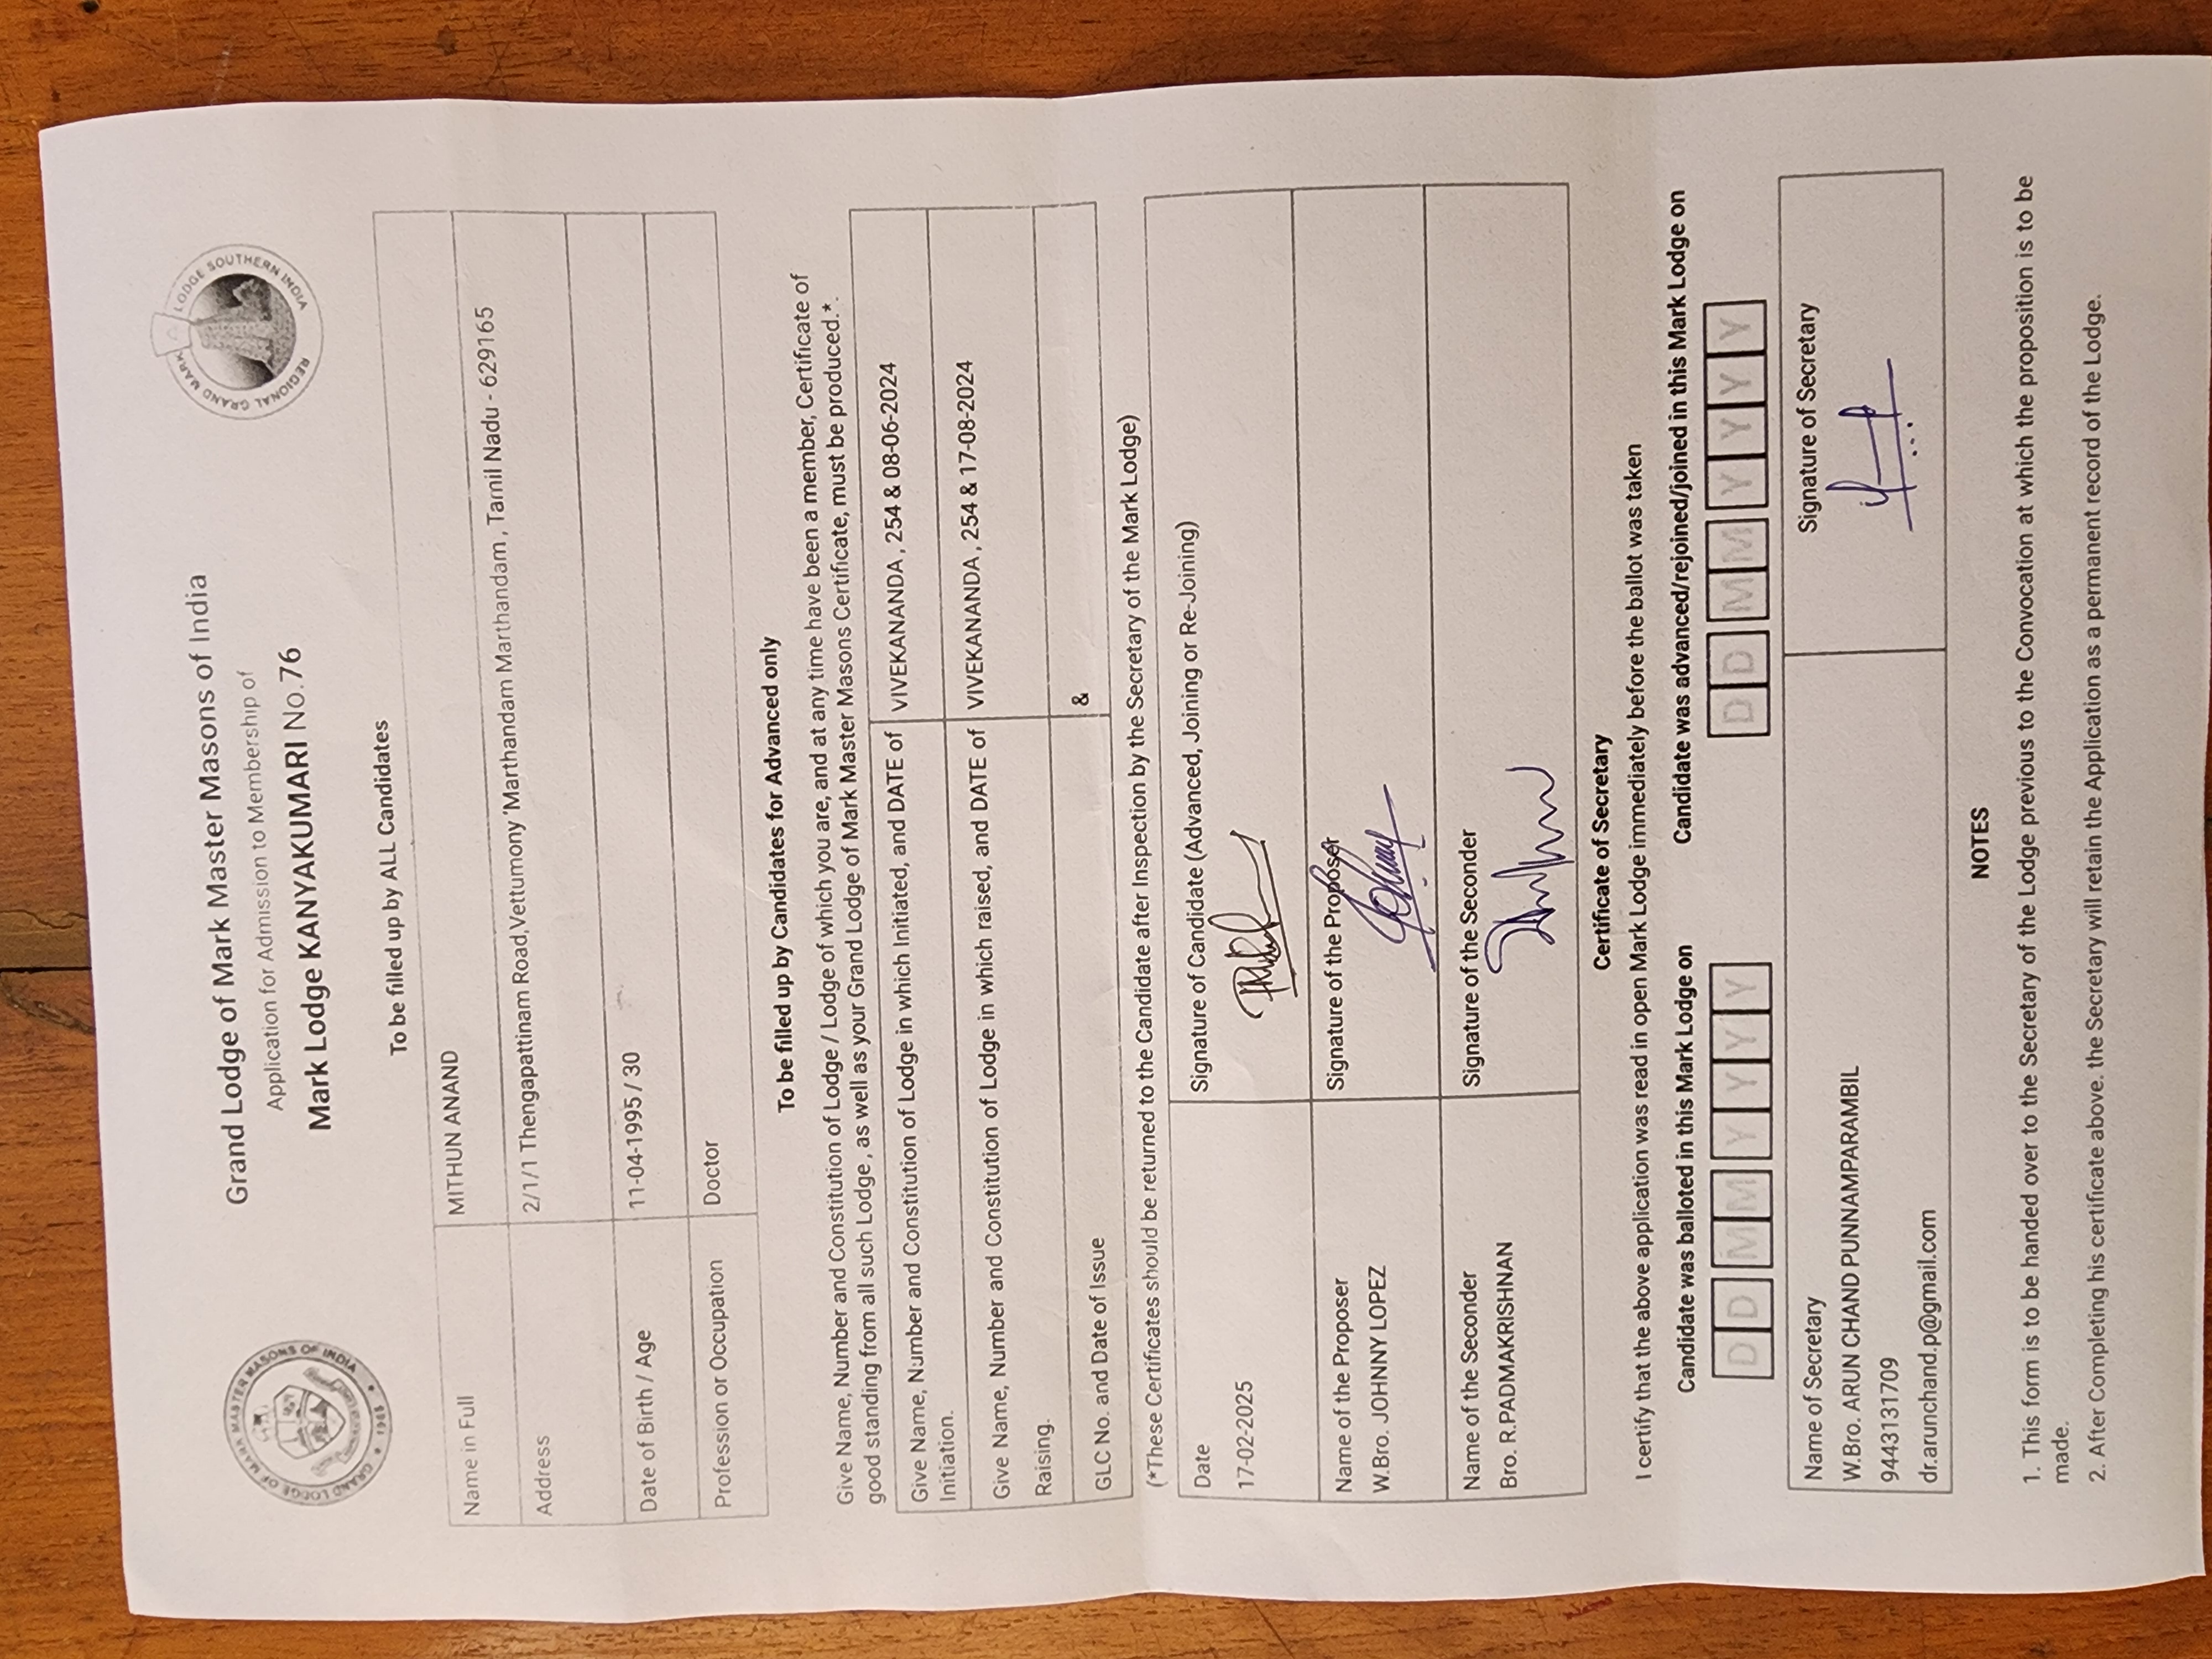 GRAND LODGE OF MARK MASTER MASONS OF INDIA
1965
REGIONAL GRAND MARK LODGE SOUTHERN INDIA
Grand Lodge of Mark Master Masons of India
Application for Admission to Membership of
Mark Lodge KANYAKUMARI No.76
To be filled up by ALL Candidates
Name in Full MITHUN ANAND
Address 2/1/1 Thengapattinam Road,Vettumony 'Marthandam Marthandam , Tamil Nadu - 629165
Date of Birth / Age 11-04-1995 / 30
Profession or Occupation Doctor
To be filled up by Candidates for Advanced only
Give Name, Number and Constitution of Lodge / Lodge of which you are, and at any time have been a member, Certificate of
good standing from all such Lodge , as well as your Grand Lodge of Mark Master Masons Certificate, must be produced.*.
Give Name, Number and Constitution of Lodge in which Initiated, and DATE of VIVEKANANDA , 254 & 08-06-2024
Initiation.
Give Name, Number and Constitution of Lodge in which raised, and DATE of VIVEKANANDA , 254 & 17-08-2024
Raising.
GLC No. and Date of Issue &
(*These Certificates should be returned to the Candidate after Inspection by the Secretary of the Mark Lodge)
Date Signature of Candidate (Advanced, Joining or Re-Joining)
17-02-2025
Name of the Proposer Signature of the Proposer
W.Bro. JOHNNY LOPEZ
Name of the Seconder Signature of the Seconder
Bro. R.PADMAKRISHNAN
Certificate of Secretary
I certify that the above application was read in open Mark Lodge immediately before the ballot was taken
Candidate was balloted in this Mark Lodge on Candidate was advanced/rejoined/joined in this Mark Lodge on
D D M M Y Y Y Y D D M M Y Y Y Y
Name of Secretary Signature of Secretary
W.Bro. ARUN CHAND PUNNAMPARAMBIL
9443131709
dr.arunchand.p@gmail.com
NOTES
1. This form is to be handed over to the Secretary of the Lodge previous to the Convocation at which the proposition is to be
made.
2. After Completing his certificate above. the Secretary will retain the Application as a permanent record of the Lodge.